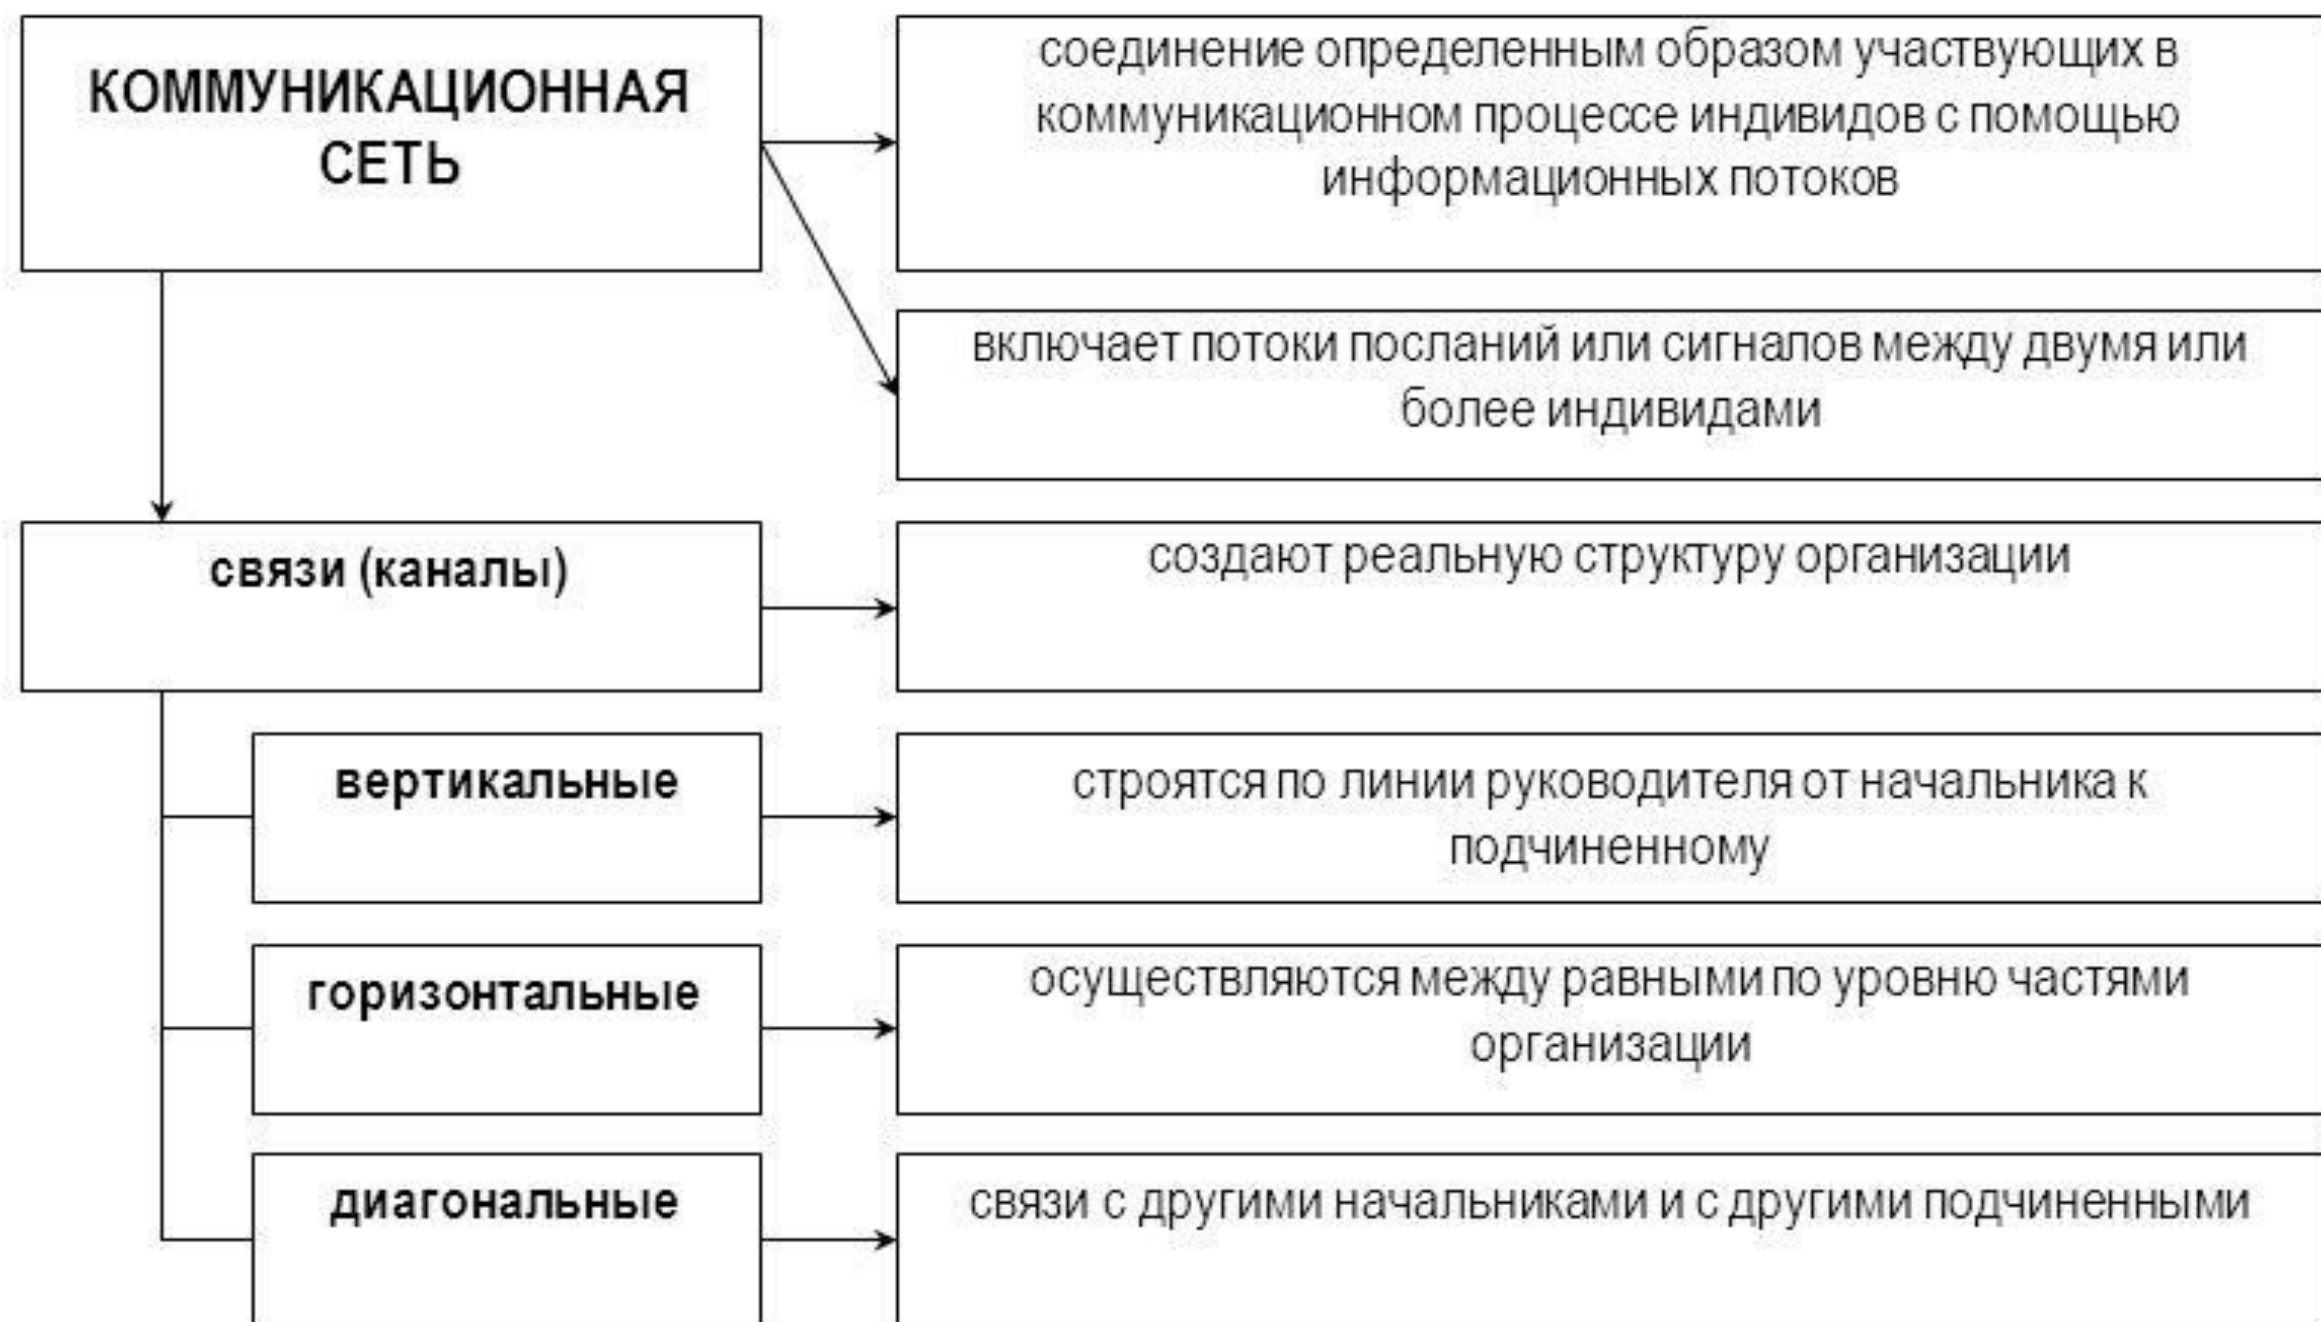 КОММУНИКАЦИОННАЯ
СЕТЬ
соединение определенным образом участвующих в
коммуникационном процессе индивидов с помощью
информационных потоков
включает потоки посланий или сигналов между двумя или
более индивидами
связи (каналы)
создают реальную структуру организации
вертикальные
строятся по линии руководителя от начальника к
подчиненному
горизонтальные
осуществляются между равными по уровню частями
организации
диагональные
связи с другими начальниками и с другими подчиненными